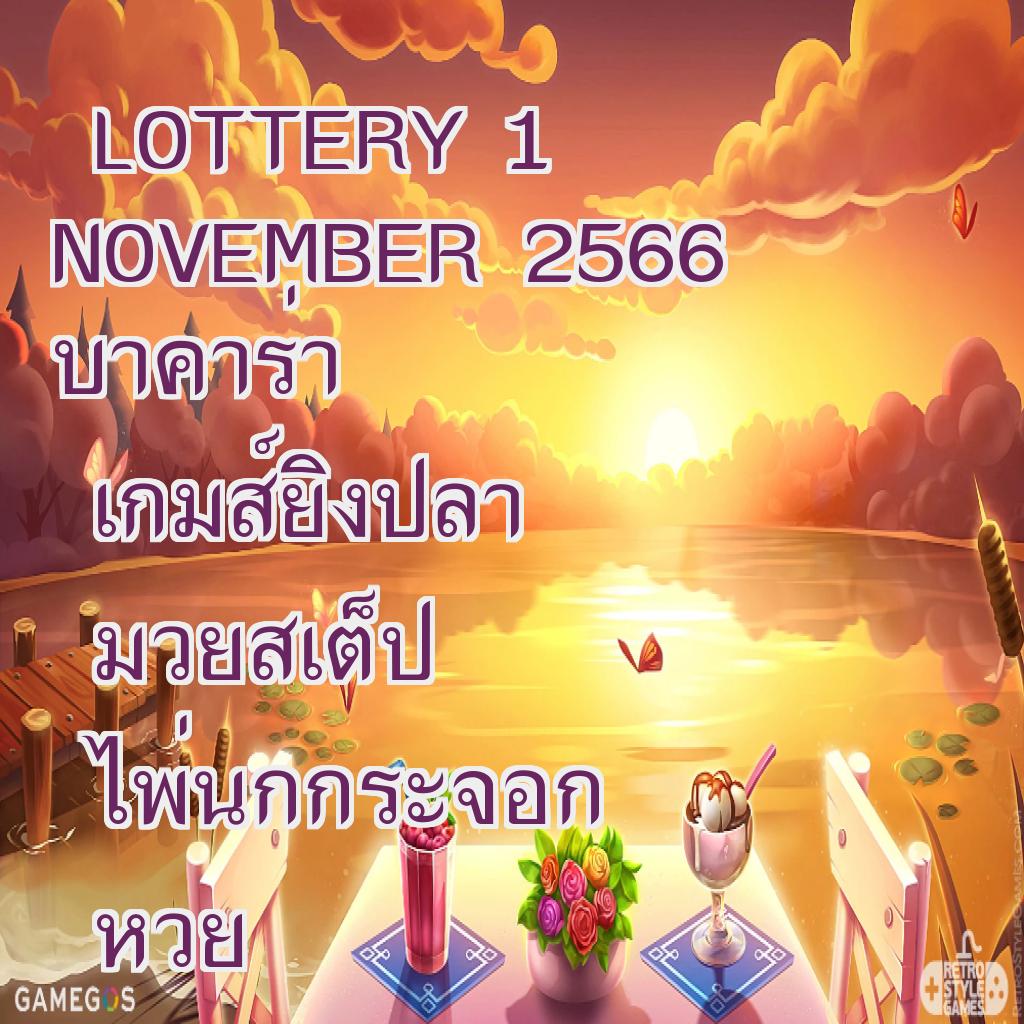 LOTTERY 1
NOVEMBER 2566
บาคาร่า
เกมส์ยิงปลา
มวยสเต็ป
ไพ่นกกระจอก
หวย
GAMEGOS
RETRO
STYLE
GAMES
RETROSTYLEGAMES.COM